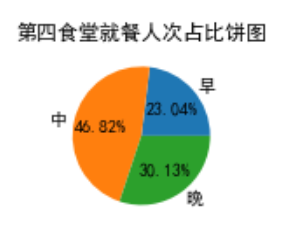 第四食堂就餐人次占比饼图
早
23.04%
中
46.82%
30.13%
晚